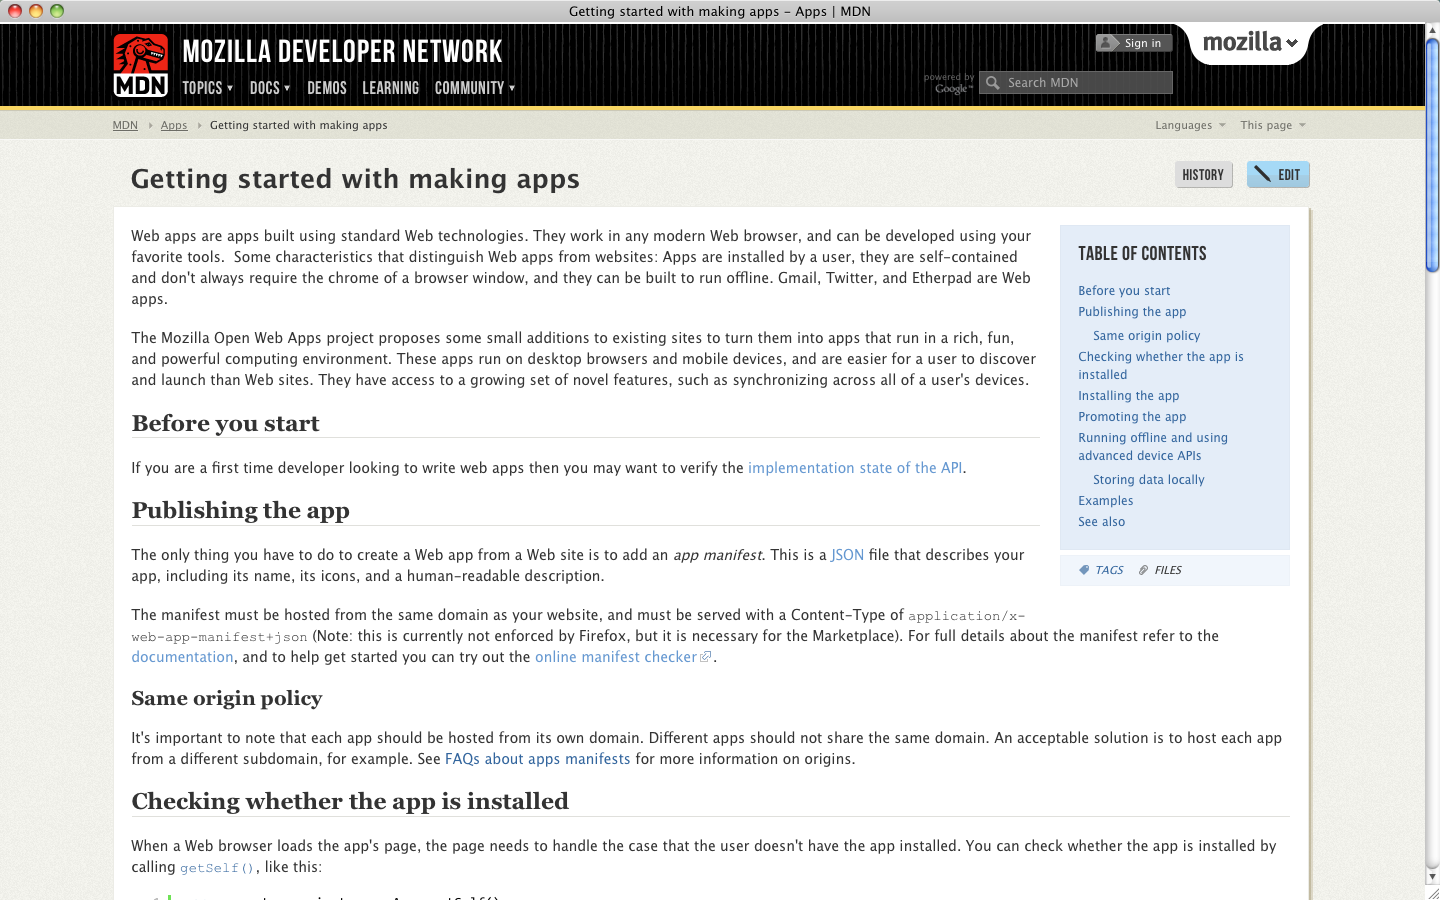 Getting started with making apps – Apps | MDN
MDN
MOZILLA DEVELOPER NETWORK
TOPICS ▾ DOCS ▾ DEMOS LEARNING COMMUNITY ▾
Sign in
mozilla
powered by
Google™
Search MDN
MDN Apps Getting started with making apps
Languages This page
Getting started with making apps
HISTORY EDIT
Web apps are apps built using standard Web technologies. They work in any modern Web browser, and can be developed using your
favorite tools.  Some characteristics that distinguish Web apps from websites: Apps are installed by a user, they are self-contained
and don't always require the chrome of a browser window, and they can be built to run offline. Gmail, Twitter, and Etherpad are Web
apps.
The Mozilla Open Web Apps project proposes some small additions to existing sites to turn them into apps that run in a rich, fun,
and powerful computing environment. These apps run on desktop browsers and mobile devices, and are easier for a user to discover
and launch than Web sites. They have access to a growing set of novel features, such as synchronizing across all of a user's devices.
TABLE OF CONTENTS
Before you start
Publishing the app
Same origin policy
Checking whether the app is
installed
Installing the app
Promoting the app
Running offline and using
advanced device APIs
Storing data locally
Examples
See also
TAGS FILES
Before you start
If you are a first time developer looking to write web apps then you may want to verify the implementation state of the API.
Publishing the app
The only thing you have to do to create a Web app from a Web site is to add an app manifest. This is a JSON file that describes your
app, including its name, its icons, and a human-readable description.
The manifest must be hosted from the same domain as your website, and must be served with a Content-Type of application/x-
web-app-manifest+json (Note: this is currently not enforced by Firefox, but it is necessary for the Marketplace). For full details about the manifest refer to the
documentation, and to help get started you can try out the online manifest checker.
Same origin policy
It's important to note that each app should be hosted from its own domain. Different apps should not share the same domain. An acceptable solution is to host each app
from a different subdomain, for example. See FAQs about apps manifests for more information on origins.
Checking whether the app is installed
When a Web browser loads the app's page, the page needs to handle the case that the user doesn't have the app installed. You can check whether the app is installed by
calling getSelf(), like this: